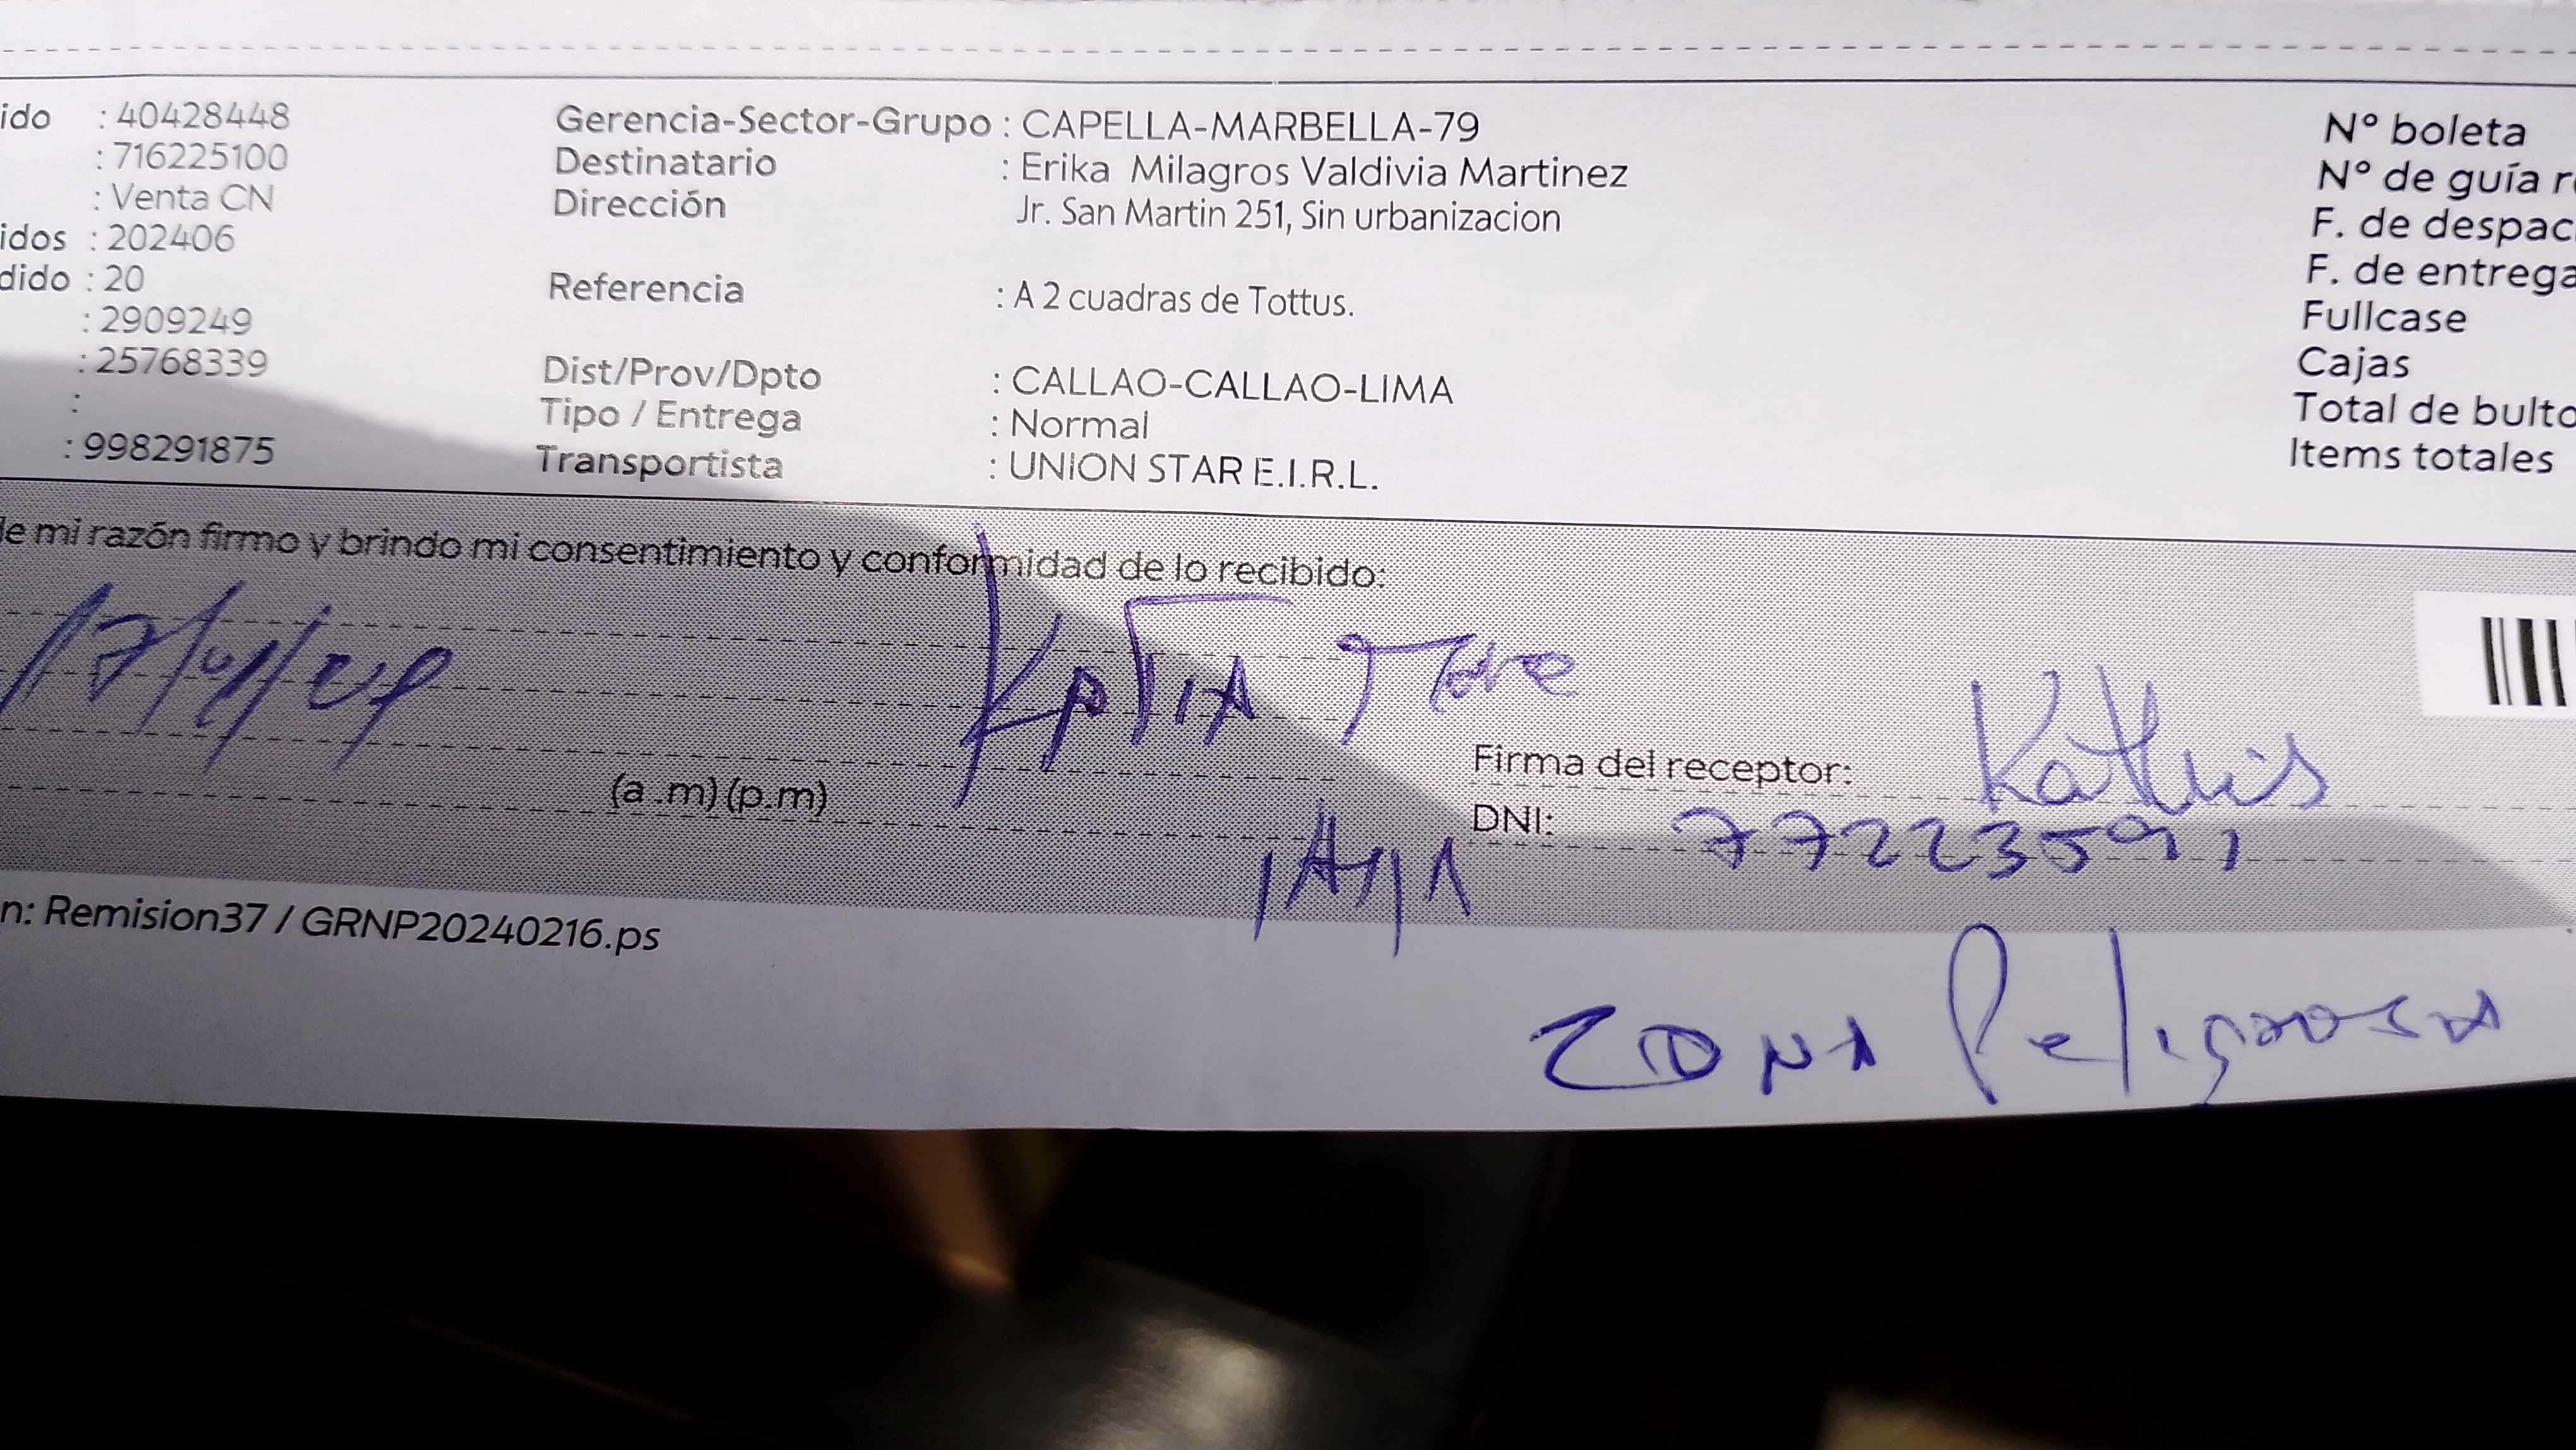 ido : 40428448
: 716225100
: Venta CN
idos : 202406
dido : 20
: 2909249
: 25768339
:
: 998291875
Gerencia-Sector-Grupo : CAPELLA-MARBELLA-79
Destinatario : Erika Milagros Valdivia Martinez
Dirección Jr. San Martin 251, Sin urbanizacion
Referencia : A 2 cuadras de Tottus.
Dist/Prov/Dpto : CALLAO-CALLAO-LIMA
Tipo / Entrega : Normal
Transportista : UNION STAR E.I.R.L.
N° boleta
N° de guía r
F. de despac
F. de entrega
Fullcase
Cajas
Total de bulto
Items totales
de mi razón firmo y brindo mi consentimiento y conformidad de lo recibido:
(a .m) (p.m)
Firma del receptor:
DNI: 77223591
n: Remision37 / GRNP20240216.ps
ZONA Peligrosa